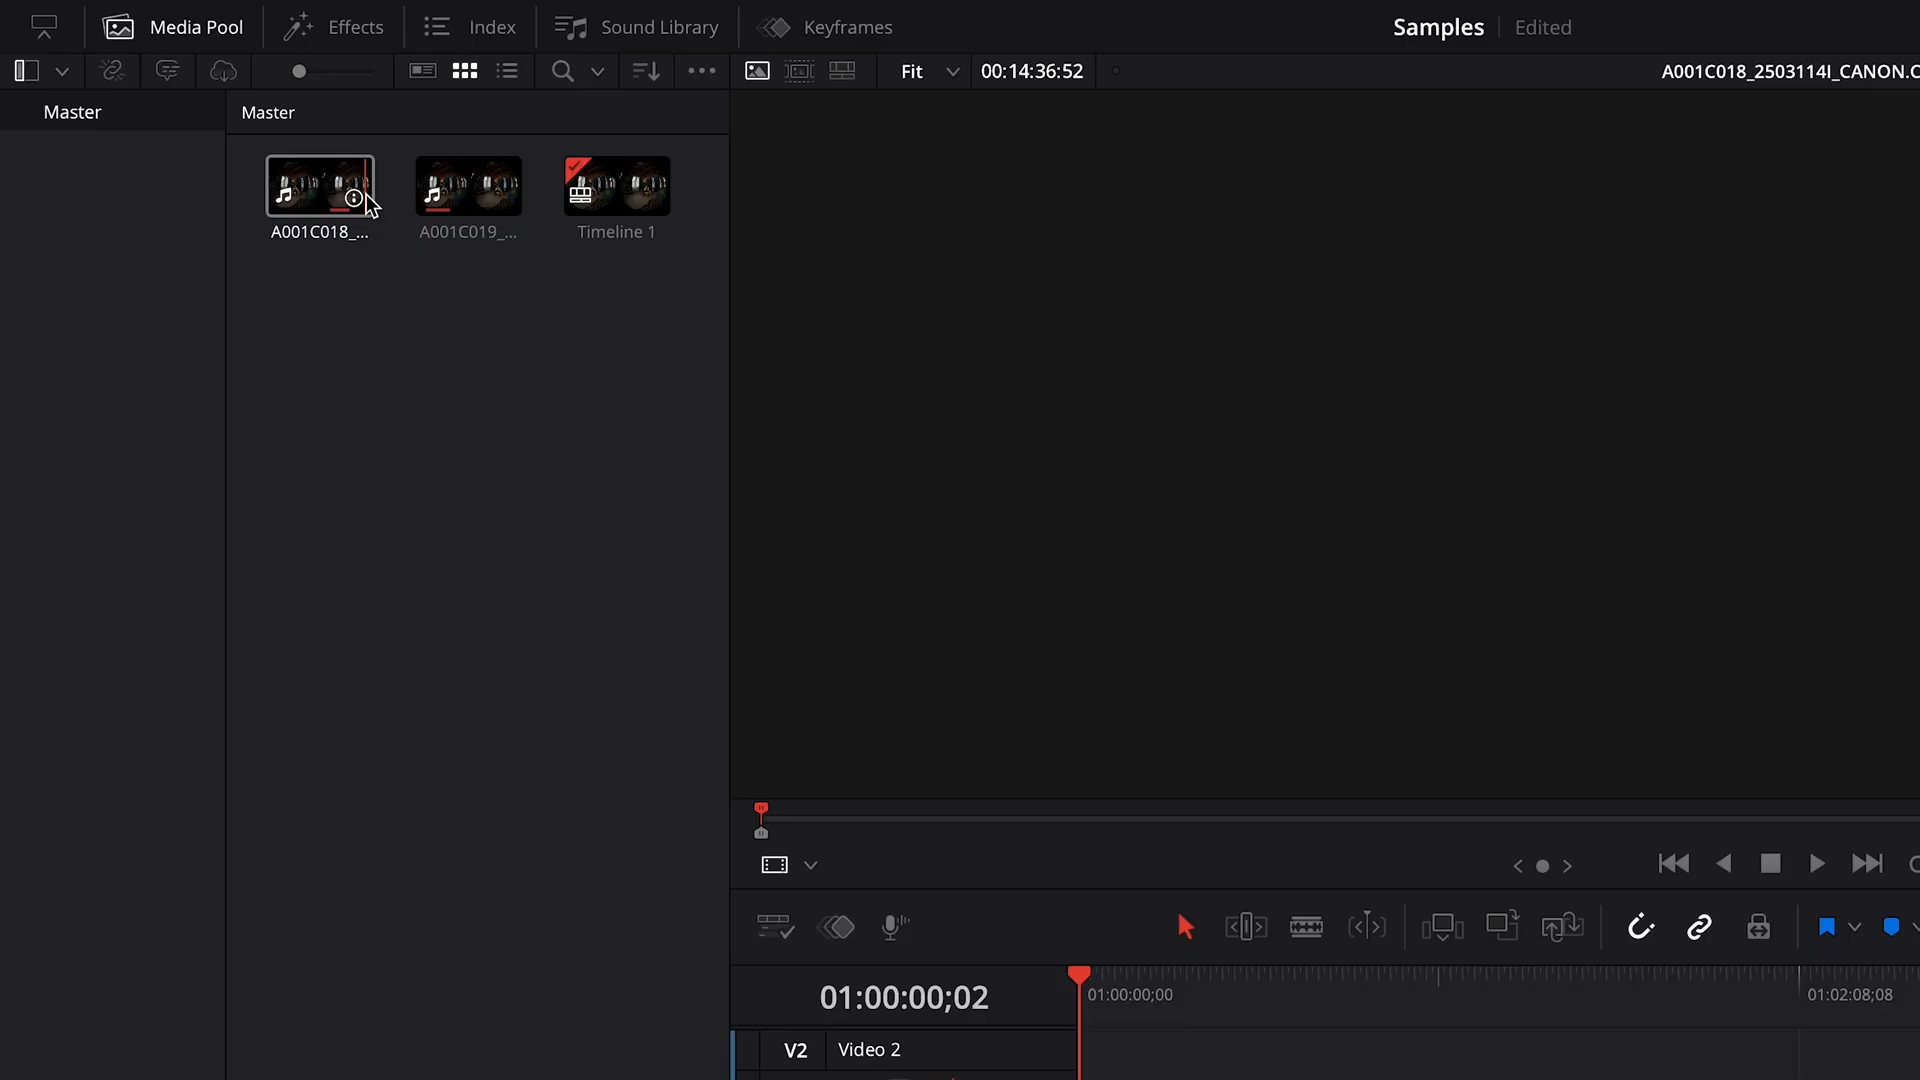 Media Pool
Effects
Index
Sound Library
Keyframes
Samples
Edited
Fit
00:14:36:52
A001C018_2503114I_CANON.C
Master
Master
A001C018_...
A001C019_...
Timeline 1
01:00:00;02
01:00:00;00
01:02:08;08
V2
Video 2